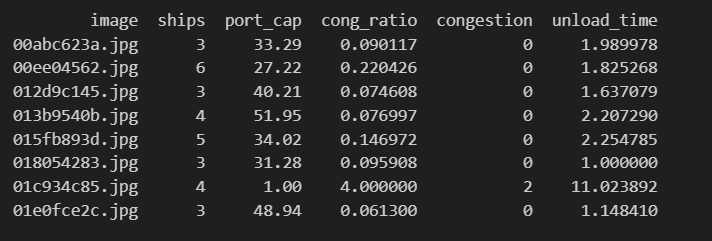 image ships port_cap cong_ratio congestion unload_time
00abc623a.jpg 3 33.29 0.090117 0 1.989978
00ee04562.jpg 6 27.22 0.220426 0 1.825268
012d9c145.jpg 3 40.21 0.074608 0 1.637079
013b9540b.jpg 4 51.95 0.076997 0 2.207290
015fb893d.jpg 5 34.02 0.146972 0 2.254785
018054283.jpg 3 31.28 0.095908 0 1.000000
01c934c85.jpg 4 1.00 4.000000 2 11.023892
01e0fce2c.jpg 3 48.94 0.061300 0 1.148410